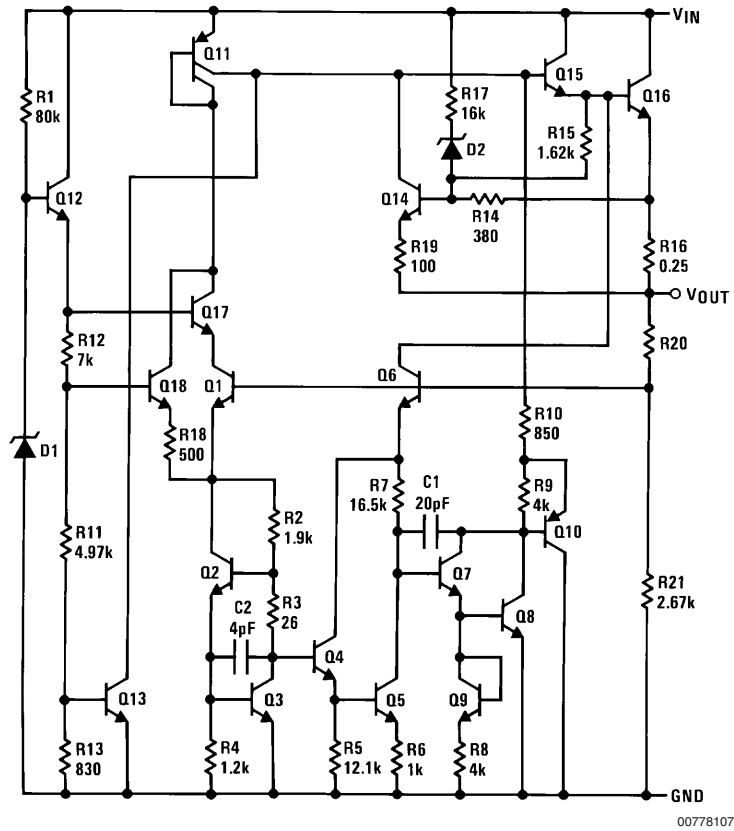 VIN
Q11
Q15
Q16
R1
80k
R17
16k
R15
1.62k
D2
Q12
Q14
R14
380
R19
100
R16
0.25
VOUT
Q17
R12
7k
R20
Q18
Q1
Q6
R18
500
R10
850
D1
R7
16.5k
C1
20pF
R9
4k
R11
4.97k
R2
1.9k
Q10
Q2
Q7
R3
26
C2
4pF
Q8
R21
2.67k
Q4
Q13
Q3
Q5
Q9
R13
830
R4
1.2k
R5
12.1k
R6
1k
R8
4k
GND
00778107